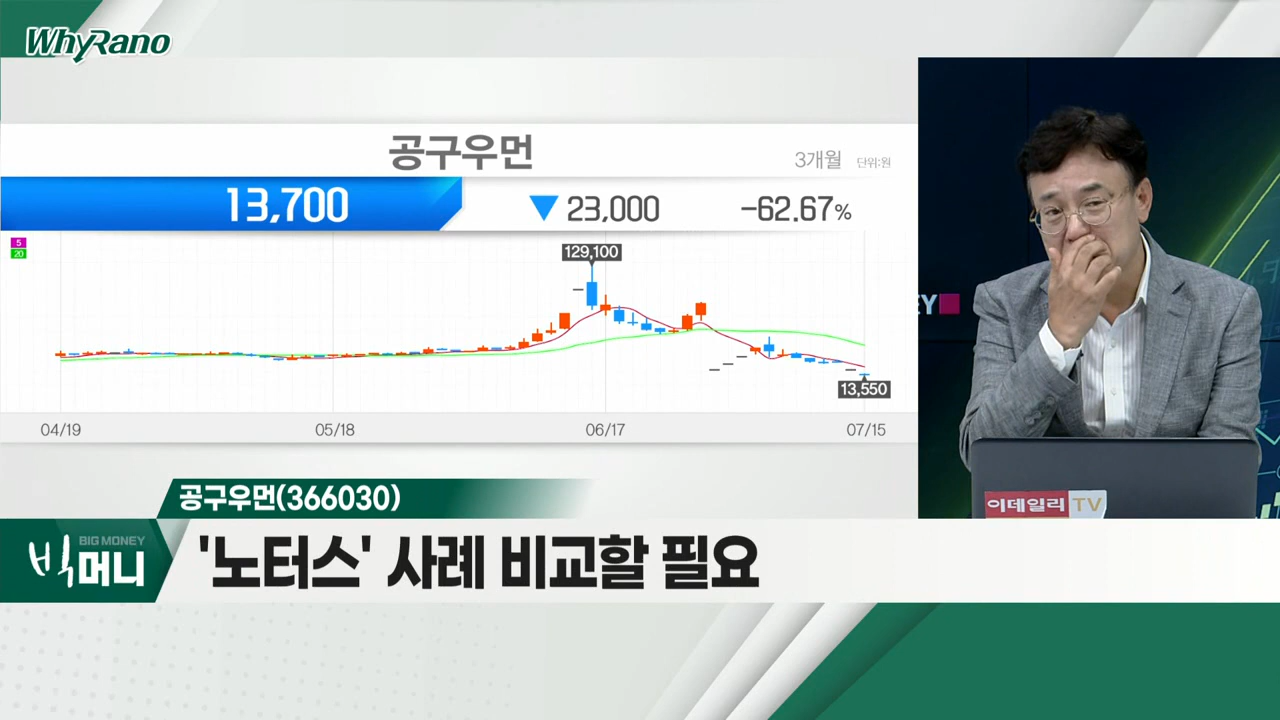 WhyRano
공구우먼
3개월 단위:원
13,700 ▼ 23,000 -62.67%
5
20
129,100
13,550
04/19 05/18 06/17 07/15
EY
이데일리 TV
공구우먼(366030)
BIG MONEY
빅머니
'노터스' 사례 비교할 필요